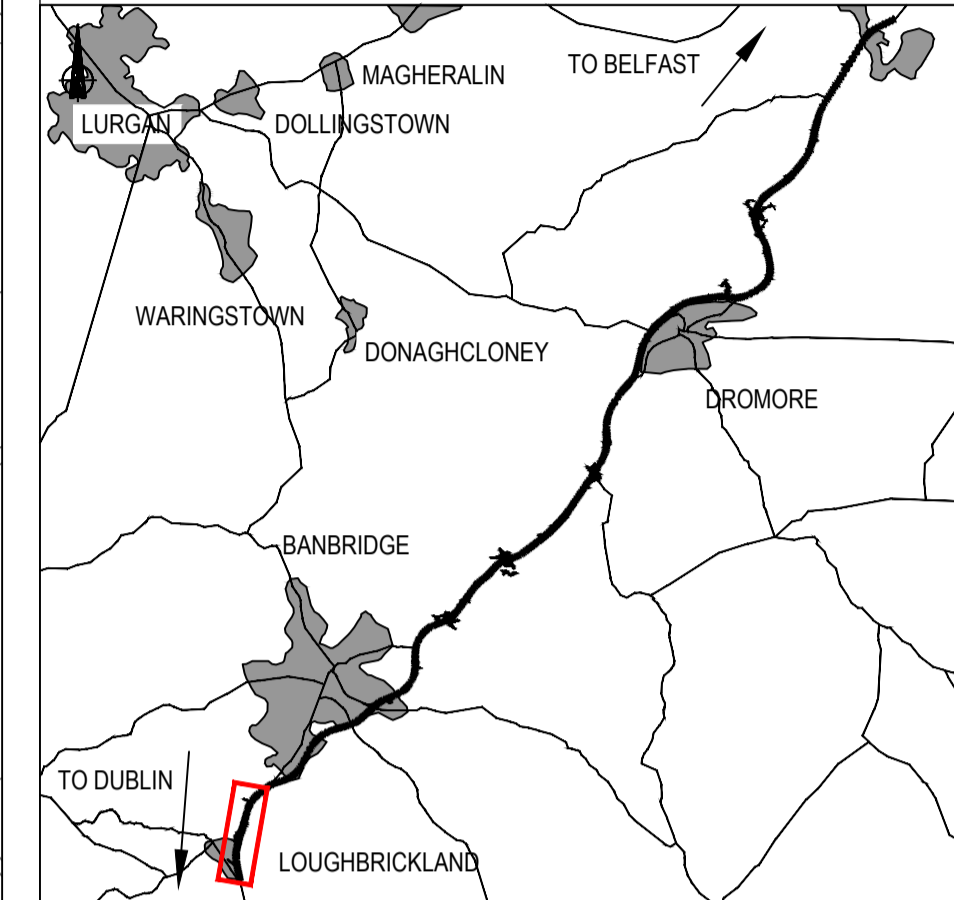 TO BELFAST
MAGHERALIN
LURGAN
DOLLINGSTOWN
WARINGSTOWN
DONAGHCLONEY
DROMORE
BANBRIDGE
TO DUBLIN
LOUGHBRICKLAND